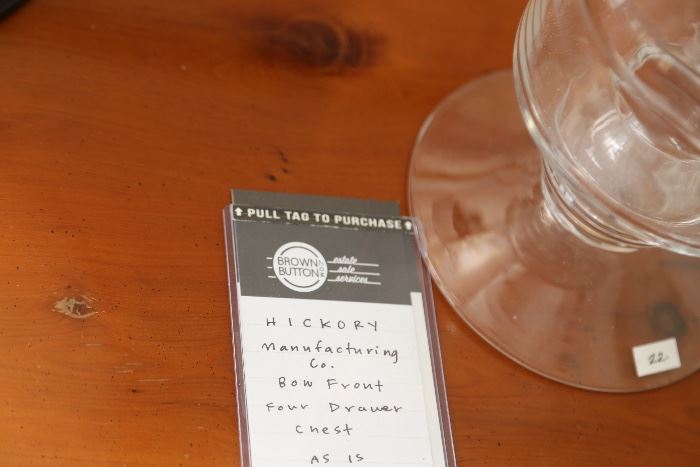 PULL TAG TO PURCHASE
BROWN
BUTTON.COM
estate
sale
services
HICKORY
Manufacturing
Co.
Bow Front
Four Drawer
Chest
AS IS
22.